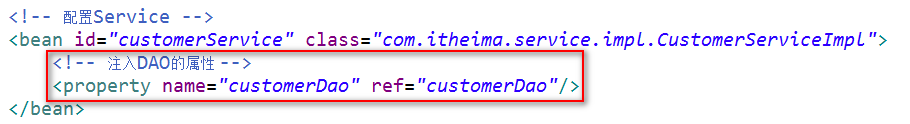 <!-- 配置Service -->
<bean id="customerService" class="com.itheima.service.impl.CustomerServiceImpl">
<!-- 注入DAO的属性 -->
<property name="customerDao" ref="customerDao"/>
</bean>